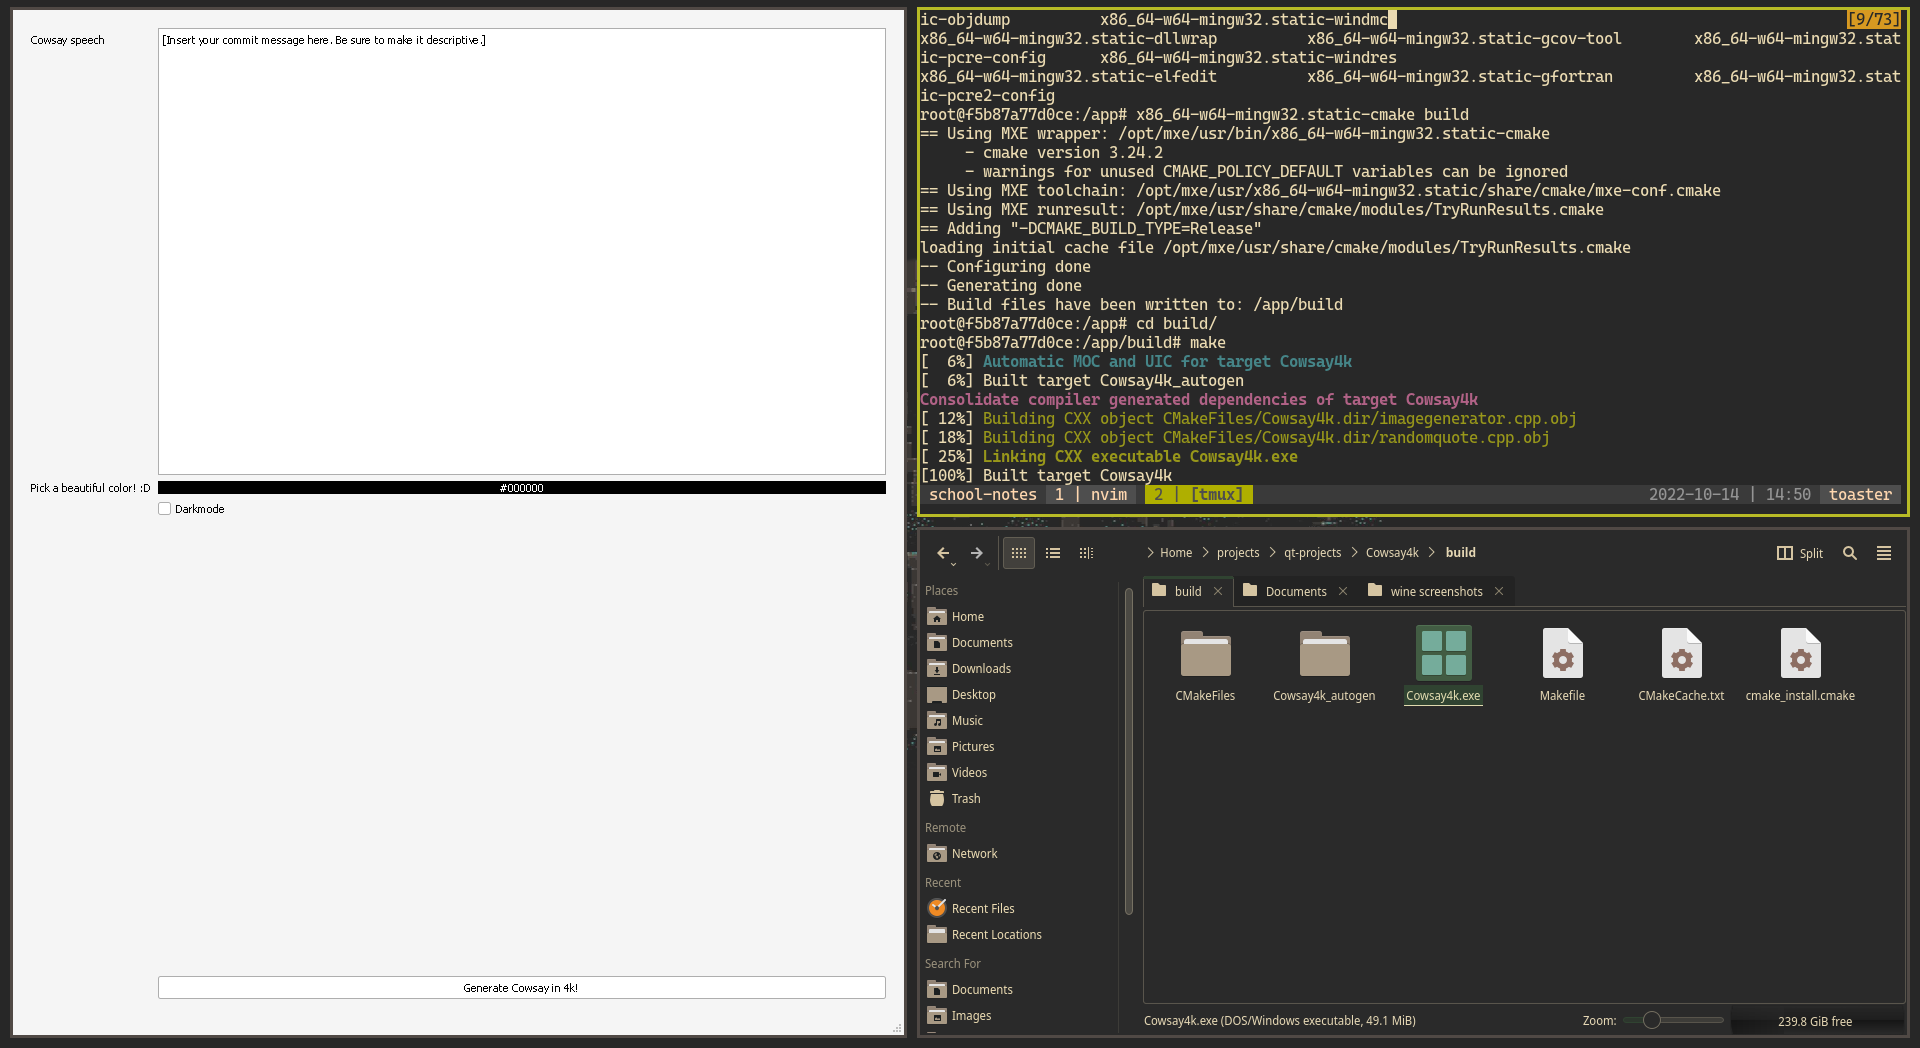 Cowsay speech
[Insert your commit message here. Be sure to make it descriptive.]
Pick a beautiful color! :D
#000000
Darkmode
Generate Cowsay in 4k!
ic-objdump x86_64-w64-mingw32.static-windmc [9/73]
x86_64-w64-mingw32.static-dllwrap x86_64-w64-mingw32.static-gcov-tool x86_64-w64-mingw32.stat
ic-pcre-config x86_64-w64-mingw32.static-windres
x86_64-w64-mingw32.static-elfedit x86_64-w64-mingw32.static-gfortran x86_64-w64-mingw32.stat
ic-pcre2-config
root@f5b87a77d0ce:/app# x86_64-w64-mingw32.static-cmake build
== Using MXE wrapper: /opt/mxe/usr/bin/x86_64-w64-mingw32.static-cmake
- cmake version 3.24.2
- warnings for unused CMAKE_POLICY_DEFAULT variables can be ignored
== Using MXE toolchain: /opt/mxe/usr/x86_64-w64-mingw32.static/share/cmake/mxe-conf.cmake
== Using MXE runresult: /opt/mxe/usr/share/cmake/modules/TryRunResults.cmake
== Adding "-DCMAKE_BUILD_TYPE=Release"
loading initial cache file /opt/mxe/usr/share/cmake/modules/TryRunResults.cmake
-- Configuring done
-- Generating done
-- Build files have been written to: /app/build
root@f5b87a77d0ce:/app# cd build/
root@f5b87a77d0ce:/app/build# make
[  6%] Automatic MOC and UIC for target Cowsay4k
[  6%] Built target Cowsay4k_autogen
Consolidate compiler generated dependencies of target Cowsay4k
[ 12%] Building CXX object CMakeFiles/Cowsay4k.dir/imagegenerator.cpp.obj
[ 18%] Building CXX object CMakeFiles/Cowsay4k.dir/randomquote.cpp.obj
[ 25%] Linking CXX executable Cowsay4k.exe
[100%] Built target Cowsay4k
school-notes 1 | nvim 2 | [tmux] 2022-10-14 | 14:50 toaster
Home projects qt-projects Cowsay4k build
Split
build Documents wine screenshots
Places
Home
Documents
Downloads
Desktop
Music
Pictures
Videos
Trash
Remote
Network
Recent
Recent Files
Recent Locations
Search For
Documents
Images
CMakeFiles
Cowsay4k_autogen
Cowsay4k.exe
Makefile
CMakeCache.txt
cmake_install.cmake
Cowsay4k.exe (DOS/Windows executable, 49.1 MiB)
Zoom:
239.8 GiB free